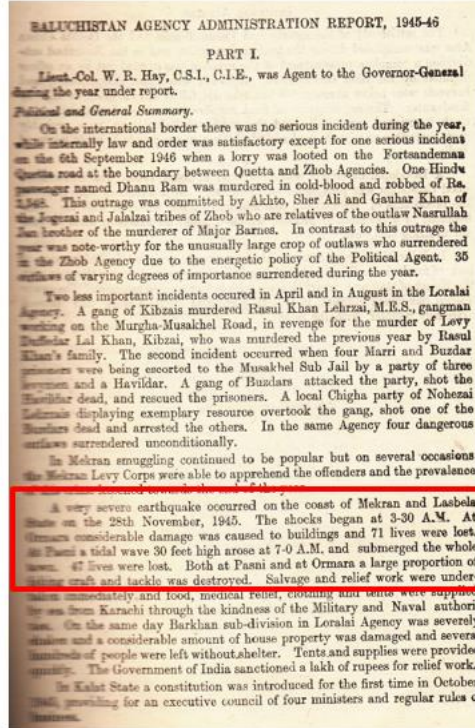 BALUCHISTAN AGENCY ADMINISTRATION REPORT, 1945-46
PART I.
Lieut.-Col. W. R. Hay, C.S.I., C.I.E., was Agent to the Governor-General
during the year under report.
Political and General Summary.
On the international border there was no serious incident during the year,
while internally law and order was satisfactory except for one serious incident
on the 6th September 1946 when a lorry was looted on the Fortsandeman
Quetta road at the boundary between Quetta and Zhob Agencies. One Hindu
passenger named Dhanu Ram was murdered in cold-blood and robbed of Rs.
This outrage was committed by Akhto, Sher Ali and Gauhar Khan of
the Jogezai and Jalalzai tribes of Zhob who are relatives of the outlaw Nasrullah
Jan brother of the murderer of Major Barnes. In contrast to this outrage the
year was note-worthy for the unusually large crop of outlaws who surrendered
in the Zhob Agency due to the energetic policy of the Political Agent. 35
outlaws of varying degrees of importance surrendered during the year.
Two less important incidents occured in April and in August in the Loralai
Agency. A gang of Kibzais murdered Rasul Khan Lehrzai, M.E.S., gangman
working on the Murgha-Musakhel Road, in revenge for the murder of Levy
Duffedar Lal Khan, Kibzai, who was murdered the previous year by Rasul
Khan's family. The second incident occurred when four Marri and Buzdar
prisoners were being escorted to the Musakhel Sub Jail by a party of three
and a Havildar. A gang of Buzdars attacked the party, shot the
Havildar dead, and rescued the prisoners. A local Chigha party of Nohezai
displaying exemplary resource overtook the gang, shot one of the
Buzdars dead and arrested the others. In the same Agency four dangerous
outlaws surrendered unconditionally.
In Mekran smuggling continued to be popular but on several occasions
the Mekran Levy Corps were able to apprehend the offenders and the prevalence
towards the end of the year.
A very severe earthquake occurred on the coast of Mekran and Lasbela
on the 28th November, 1945. The shocks began at 3-30 A.M. At
Ormara considerable damage was caused to buildings and 71 lives were lost.
At Pasni a tidal wave 30 feet high arose at 7-0 A.M. and submerged the whole
town. 47 lives were lost. Both at Pasni and at Ormara a large proportion of
fishing craft and tackle was destroyed. Salvage and relief work were under-
taken immediately and food, medical relief, clothing and tents were supplied
from Karachi through the kindness of the Military and Naval authori
On the same day Barkhan sub-division in Loralai Agency was severely
shaken and a considerable amount of house property was damaged and severa
hundreds of people were left without shelter. Tents and supplies were provide
The Government of India sanctioned a lakh of rupees for relief work.
In Kalat State a constitution was introduced for the first time in October
1945, providing for an executive council of four ministers and regular rules o
business.